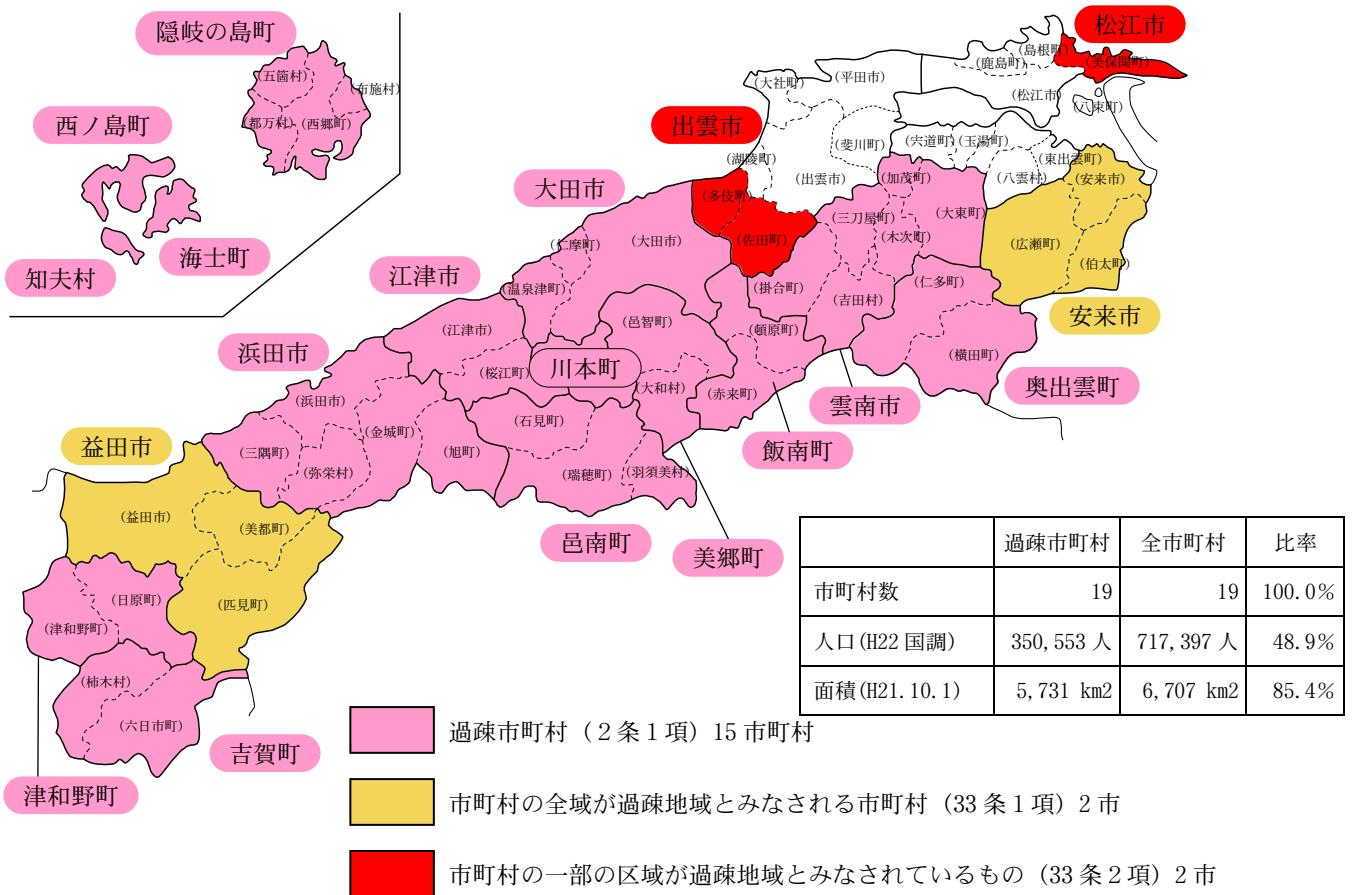 隠岐の島町
(五箇村)
(布施村)
(都万村)
(西郷町)
西ノ島町
海士町
知夫村
松江市
(島根町)
(鹿島町)
(美保関町)
(松江市)
(八束町)
(平田市)
(大社町)
出雲市
(斐川町)
(湖陵町)
(出雲市)
(宍道町)
(玉湯町)
(東出雲町)
(八雲村)
(安来市)
(加茂町)
(多伎町)
(佐田町)
(三刀屋町)
(大東町)
(木次町)
(広瀬町)
(伯太町)
安来市
大田市
(大田市)
(仁摩町)
(温泉津町)
(掛合町)
(吉田村)
(仁多町)
(横田町)
奥出雲町
江津市
(江津市)
(桜江町)
(邑智町)
(頓原町)
川本町
(大和村)
(赤来町)
雲南市
飯南町
浜田市
(浜田市)
(金城町)
(三隅町)
(弥栄村)
(旭町)
(石見町)
(瑞穂町)
(羽須美村)
邑南町
美郷町
益田市
(益田市)
(美都町)
(匹見町)
(日原町)
(津和野町)
(柿木村)
(六日市町)
吉賀町
津和野町
過疎市町村 全市町村 比率
市町村数 19 19 100.0%
人口(H22 国調) 350,553 人 717,397 人 48.9%
面積(H21.10.1) 5,731 km2 6,707 km2 85.4%
過疎市町村（２条１項）15 市町村
市町村の全域が過疎地域とみなされる市町村（33 条１項）２市
市町村の一部の区域が過疎地域とみなされているもの（33 条２項）２市